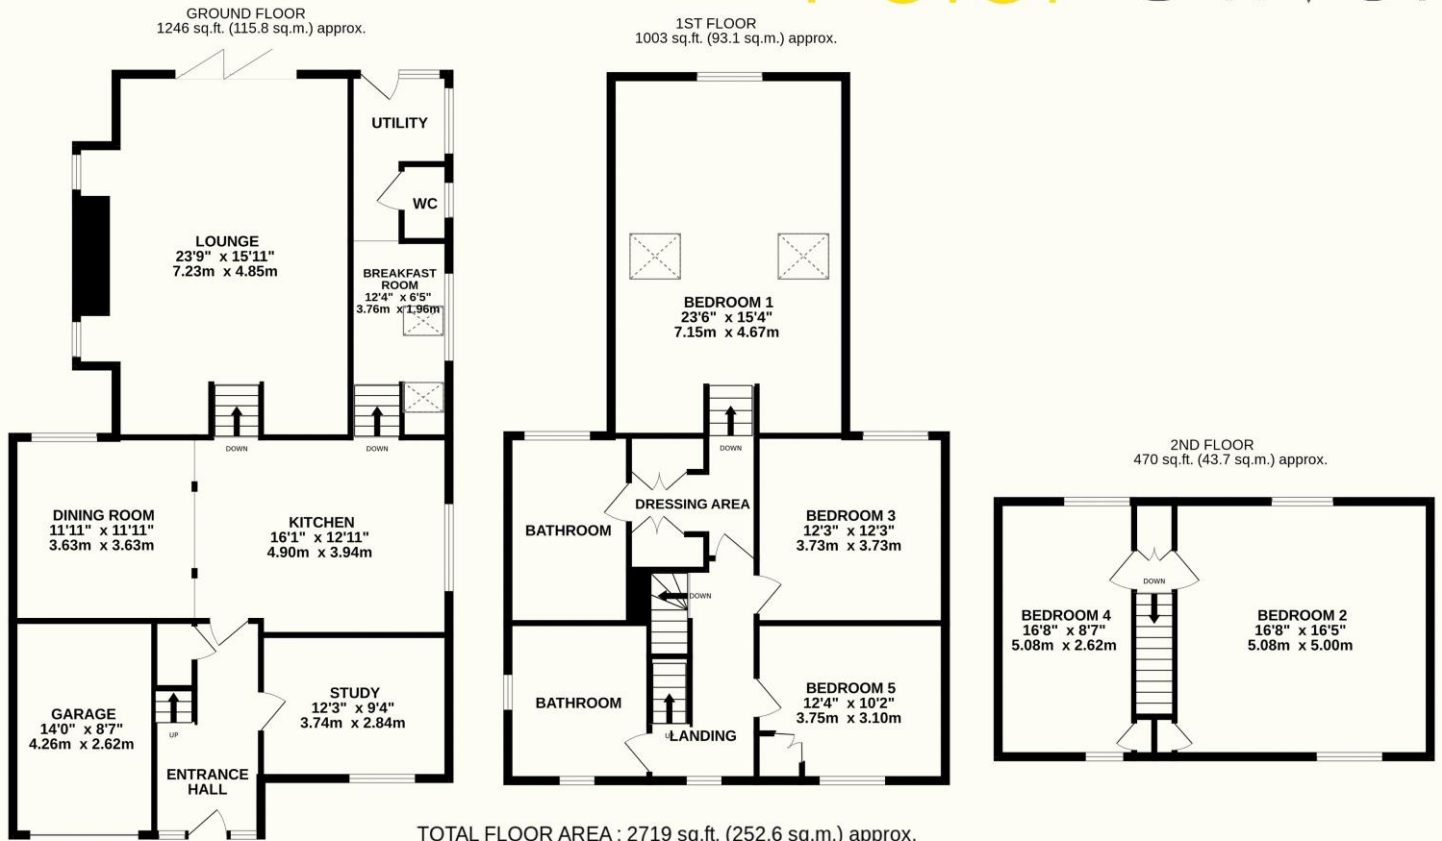 GROUND FLOOR
1246 sq.ft. (115.8 sq.m.) approx.
UTILITY
WC
LOUNGE
23'9" x 15'11"
7.23m x 4.85m
BREAKFAST
ROOM
12'4" x 6'5"
3.76m x 1.96m
DOWN
DOWN
DINING ROOM
11'11" x 11'11"
3.63m x 3.63m
KITCHEN
16'1" x 12'11"
4.90m x 3.94m
GARAGE
14'0" x 8'7"
4.26m x 2.62m
UP
STUDY
12'3" x 9'4"
3.74m x 2.84m
ENTRANCE
HALL
1ST FLOOR
1003 sq.ft. (93.1 sq.m.) approx.
BEDROOM 1
23'6" x 15'4"
7.15m x 4.67m
DOWN
DRESSING AREA
BATHROOM
BEDROOM 3
12'3" x 12'3"
3.73m x 3.73m
DOWN
BATHROOM
BEDROOM 5
12'4" x 10'2"
3.75m x 3.10m
LANDING
2ND FLOOR
470 sq.ft. (43.7 sq.m.) approx.
DOWN
BEDROOM 4
16'8" x 8'7"
5.08m x 2.62m
BEDROOM 2
16'8" x 16'5"
5.08m x 5.00m
TOTAL FLOOR AREA : 2719 sq.ft. (252.6 sq.m.) approx.